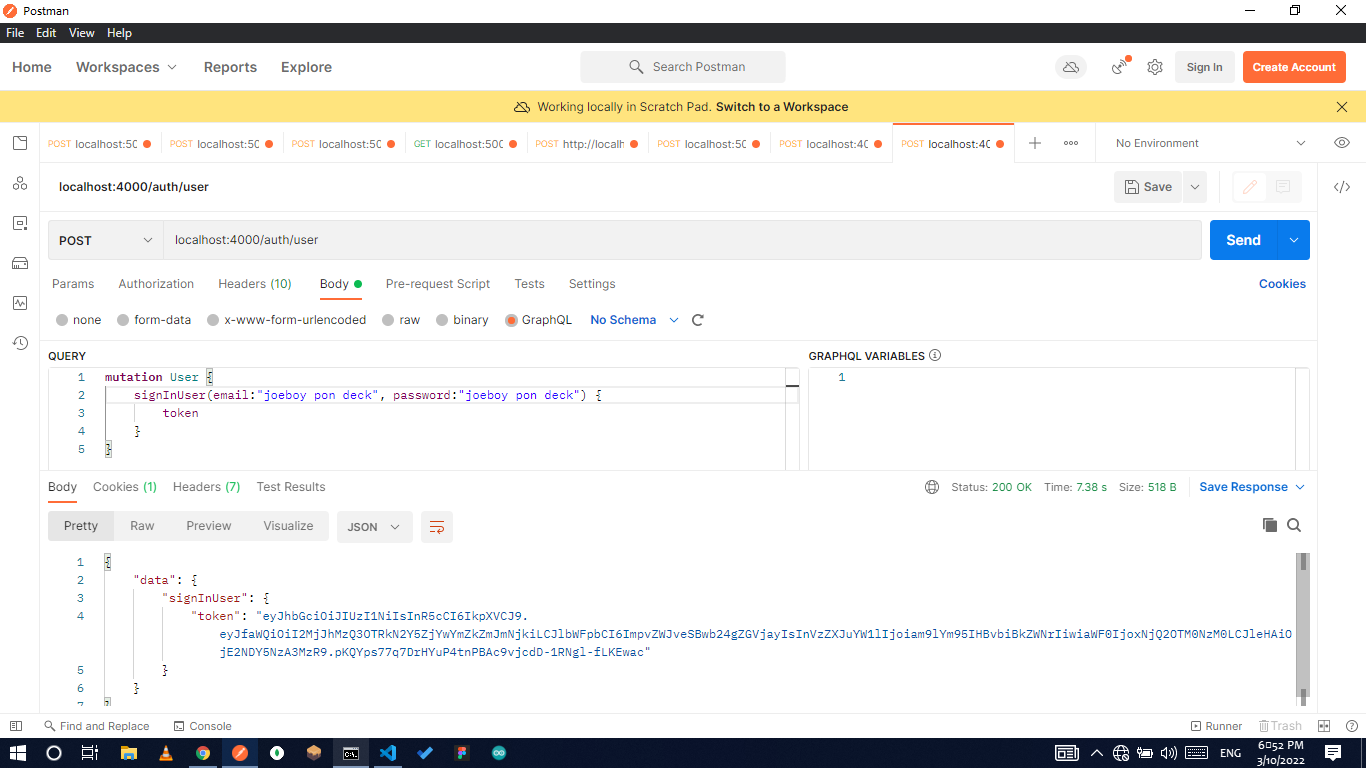 Postman
File Edit View Help
Home Workspaces Reports Explore Search Postman Sign In Create Account
Working locally in Scratch Pad. Switch to a Workspace
POST localhost:50 POST localhost:50 POST localhost:50 GET localhost:500 POST http://localh POST localhost:50 POST localhost:40 POST localhost:40 No Environment
localhost:4000/auth/user Save
POST localhost:4000/auth/user Send
Params Authorization Headers (10) Body Pre-request Script Tests Settings Cookies
none form-data x-www-form-urlencoded raw binary GraphQL No Schema
QUERY GRAPHQL VARIABLES
1 mutation User { 1
2 signInUser(email:"joeboy pon deck", password:"joeboy pon deck") {
3 token
4 }
5 }
Body Cookies (1) Headers (7) Test Results Status: 200 OK Time: 7.38 s Size: 518 B Save Response
Pretty Raw Preview Visualize JSON
1 {
2 "data": {
3 "signInUser": {
4 "token": "eyJhbGciOiJIUzI1NiIsInR5cCI6IkpXVCJ9.
eyJfaWQiOiI2MjJhMzQ3OTRkN2Y5ZjYwYmZkZmJmNjkiLCJlbWFpbCI6ImpvZWJveSBwb24gZGVjayIsInVzZXJuYW1lIjoiam9lYm95IHBvbiBkZWNrIiwiaWF0IjoxNjQ2OTM0NzM0LCJleHAiO
jE2NDY5NzA3MzR9.pKQYps77q7DrHYuP4tnPBAc9vjcdD-1RNgl-fLKEwac"
5 }
6 }
7 }
Find and Replace Console Runner Trash
ENG 6:52 PM
3/10/2022